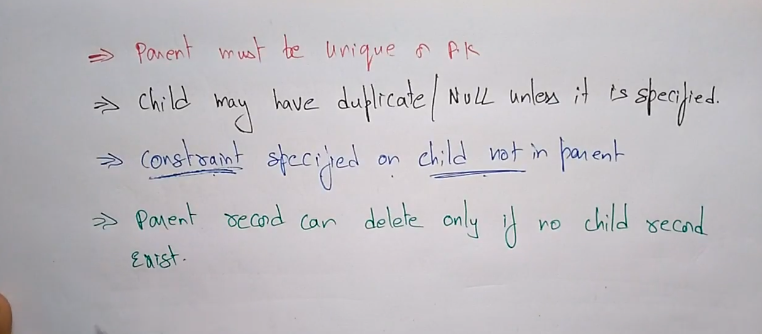 ⇒ Parent must be unique or P.K
⇒ Child may have duplicate/ NULL unless it is specified.
⇒ Constraint specified on child not in parent
⇒ Parent record can delete only if no child record
Exist.